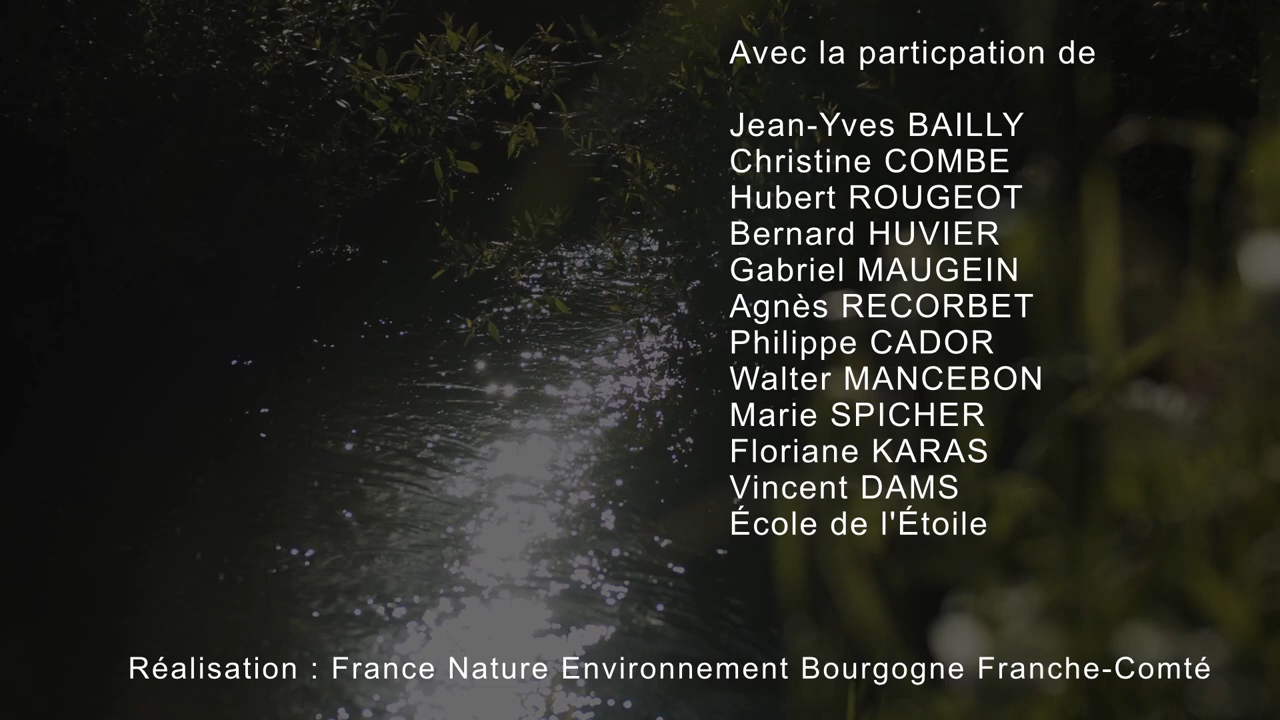 Avec la particpation de
Jean-Yves BAILLY
Christine COMBE
Hubert ROUGEOT
Bernard HUVIER
Gabriel MAUGEIN
Agnès RECORBET
Philippe CADOR
Walter MANCEBON
Marie SPICHER
Floriane KARAS
Vincent DAMS
École de l'Étoile
Réalisation : France Nature Environnement Bourgogne Franche-Comté